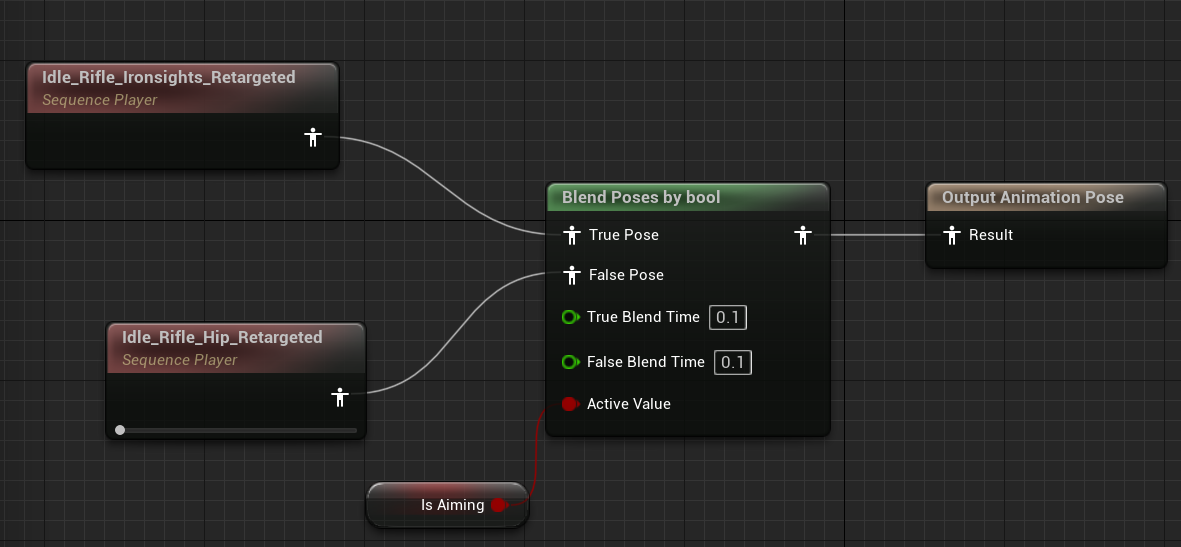 Idle_Rifle_Ironsights_Retargeted
Sequence Player
Blend Poses by bool
True Pose
False Pose
True Blend Time 0.1
False Blend Time 0.1
Active Value
Output Animation Pose
Result
Idle_Rifle_Hip_Retargeted
Sequence Player
Is Aiming